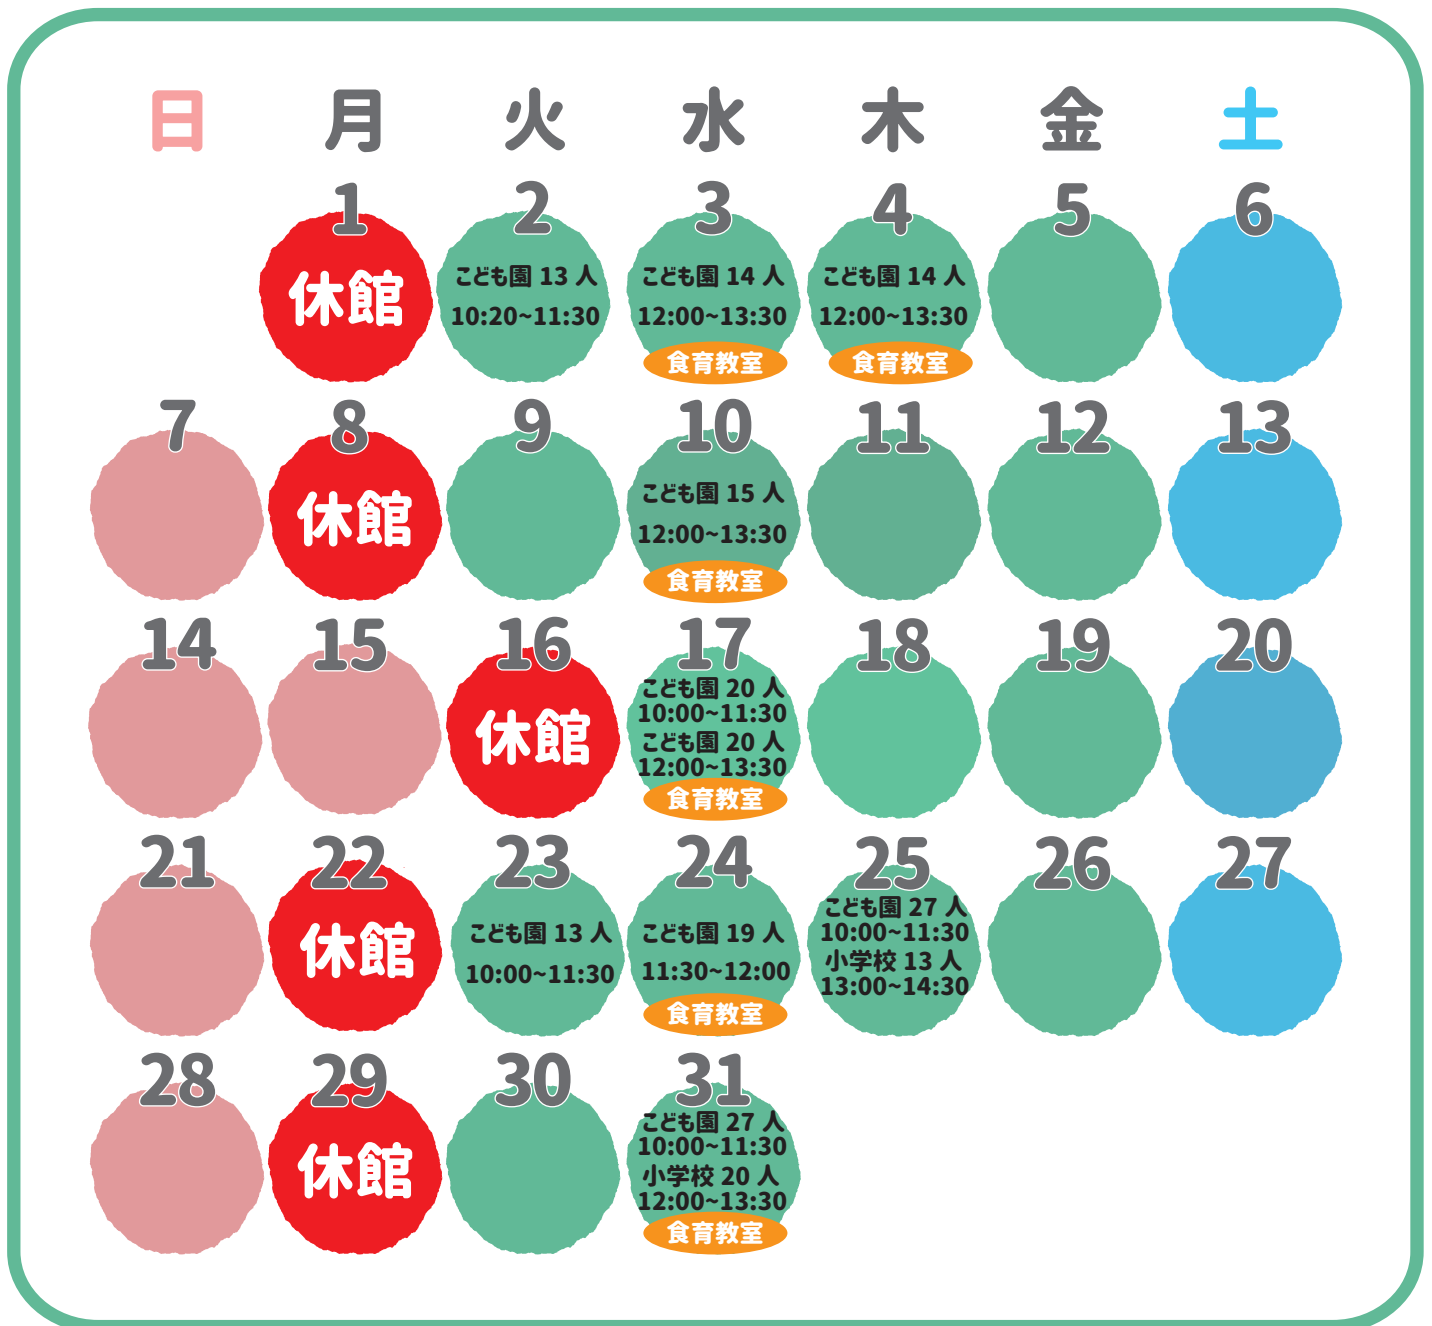 日 月 火 水 木 金 土
1 2 3 4 5 6
休館
こども園 13 人
10:20~11:30
こども園 14 人
12:00~13:30
食育教室
こども園 14 人
12:00~13:30
食育教室
7 8 9 10 11 12 13
休館
こども園 15 人
12:00~13:30
食育教室
14 15 16 17 18 19 20
休館
こども園 20 人
10:00~11:30
こども園 20 人
12:00~13:30
食育教室
21 22 23 24 25 26 27
休館
こども園 13 人
10:00~11:30
こども園 19 人
11:30~12:00
食育教室
こども園 27 人
10:00~11:30
小学校 13 人
13:00~14:30
28 29 30 31
休館
こども園 27 人
10:00~11:30
小学校 20 人
12:00~13:30
食育教室